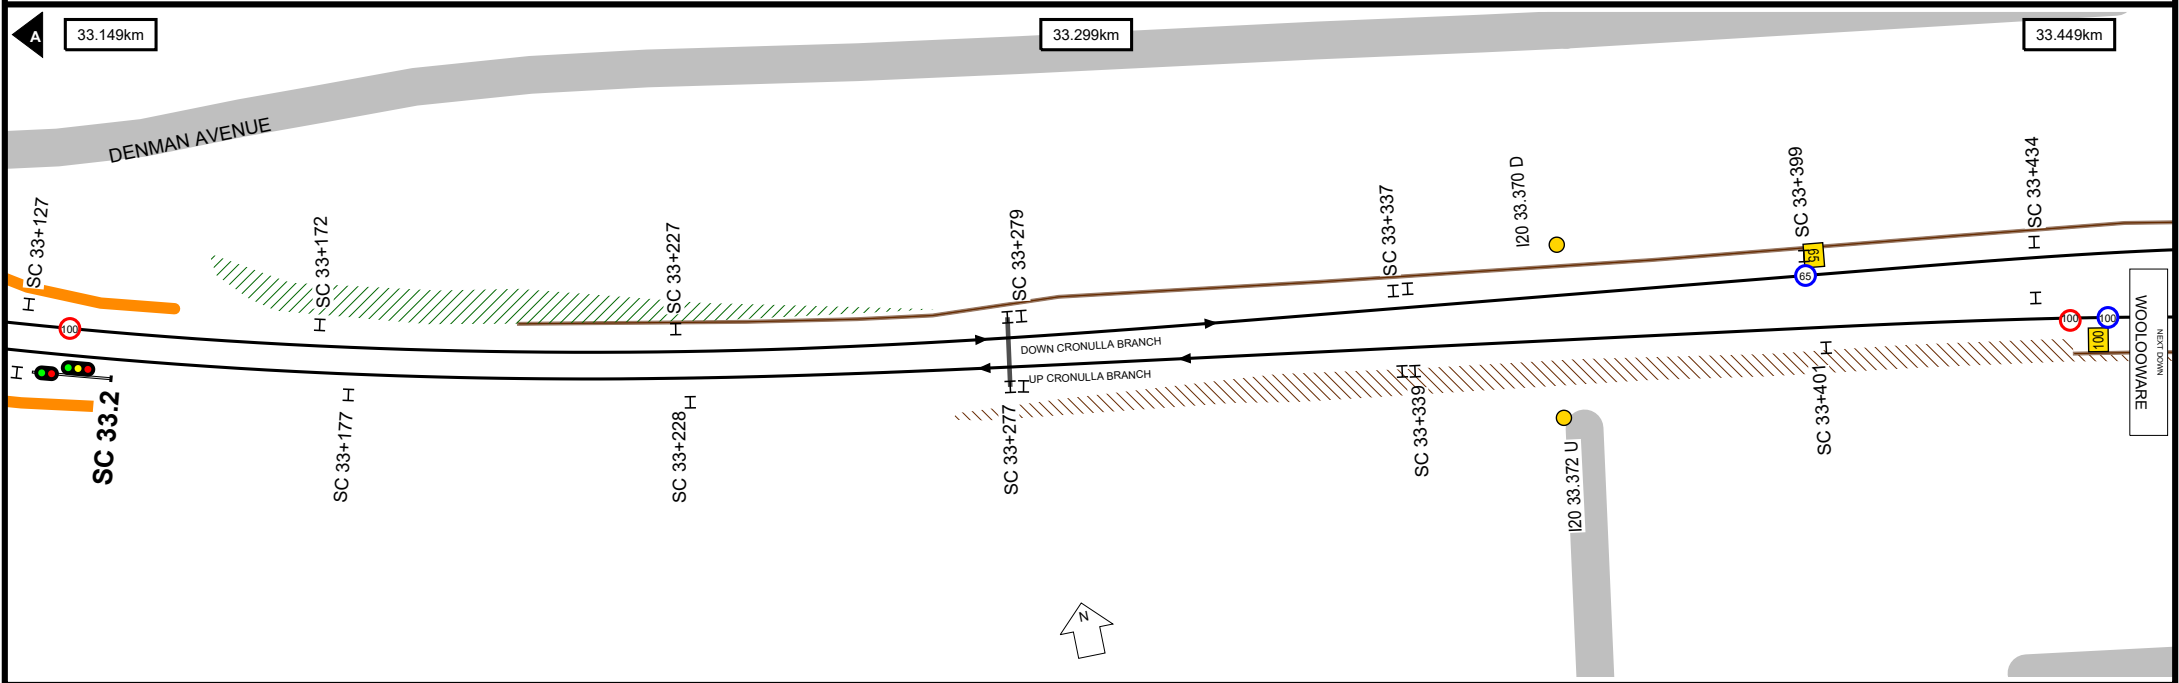 A
33.149km
33.299km
33.449km
DENMAN AVENUE
SC 33+127
SC 33+172
SC 33+227
SC 33+279
SC 33+337
I20 33.370 D
SC 33+399
SC 33+434
65
65
100
100
100
100
DOWN CRONULLA BRANCH
UP CRONULLA BRANCH
WOOLOOWARE
NEXT DOWN
SC 33.2
SC 33+177
SC 33+228
SC 33+277
SC 33+339
I20 33.372 U
SC 33+401
N